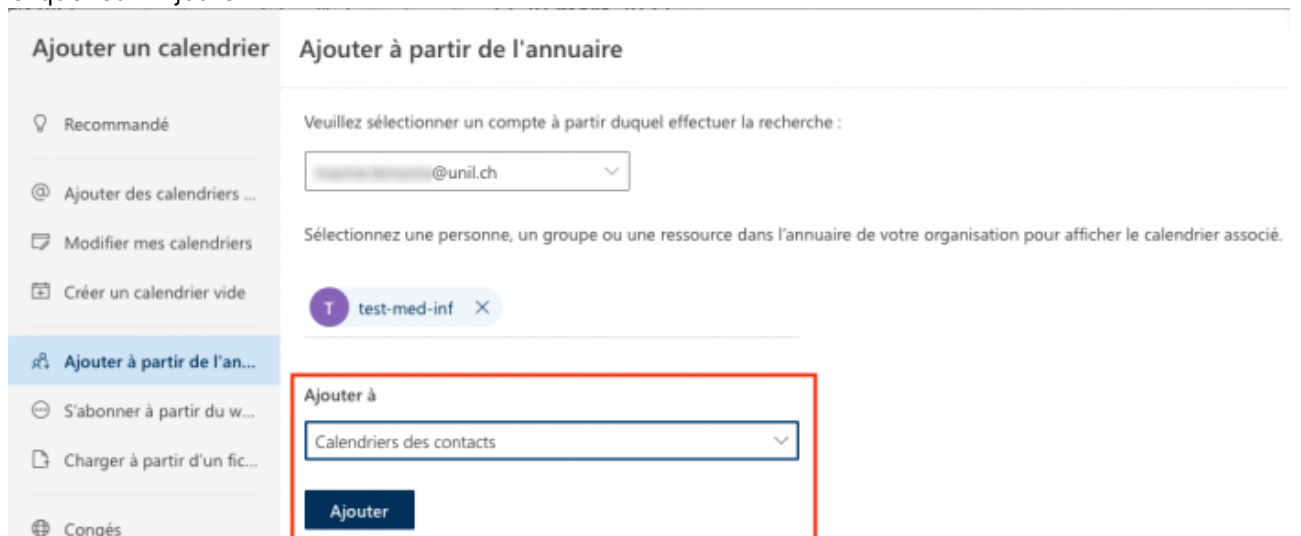 Ajouter un calendrier
Recommandé
Ajouter des calendriers ...
Modifier mes calendriers
Créer un calendrier vide
Ajouter à partir de l'an...
S'abonner à partir du w...
Charger à partir d'un fic...
Congés
Ajouter à partir de l'annuaire
Veuillez sélectionner un compte à partir duquel effectuer la recherche :
@unil.ch
Sélectionnez une personne, un groupe ou une ressource dans l'annuaire de votre organisation pour afficher le calendrier associé.
T test-med-inf
Ajouter à
Calendriers des contacts
Ajouter